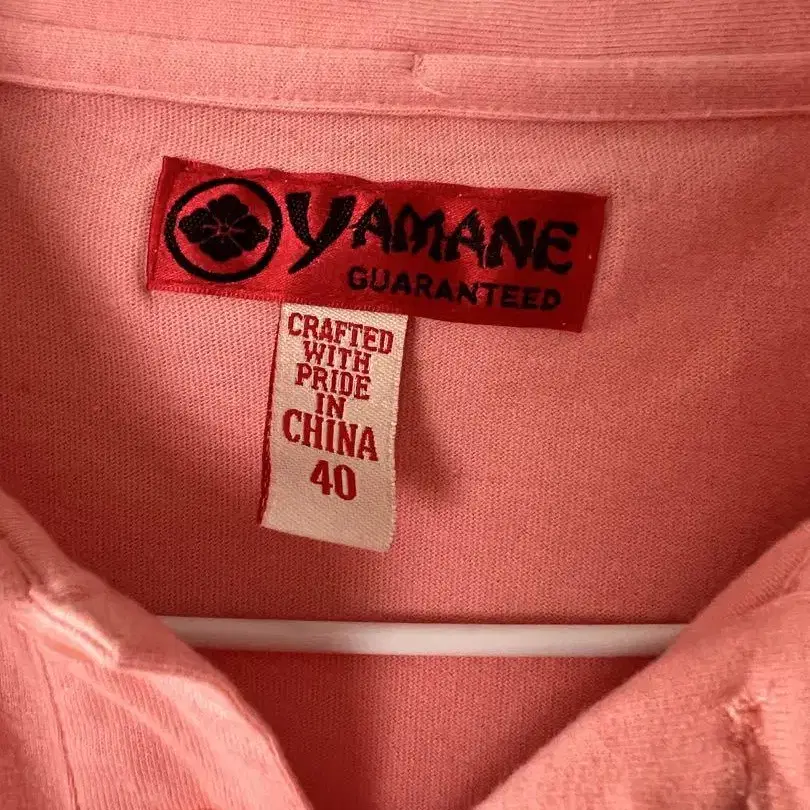 YAMANE
GUARANTEED
CRAFTED
WITH
PRIDE
IN
CHINA
40